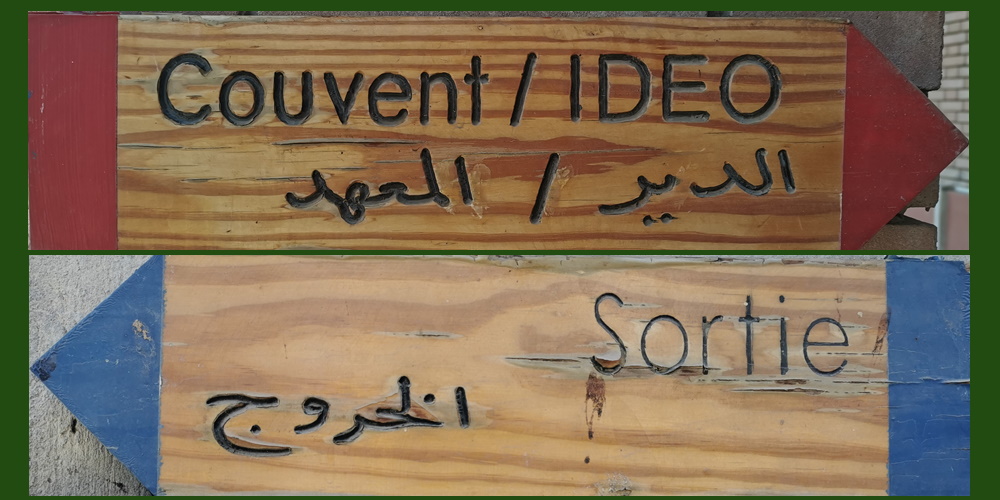 Couvent / IDEO
الدير / المعهد
Sortie
الخروج